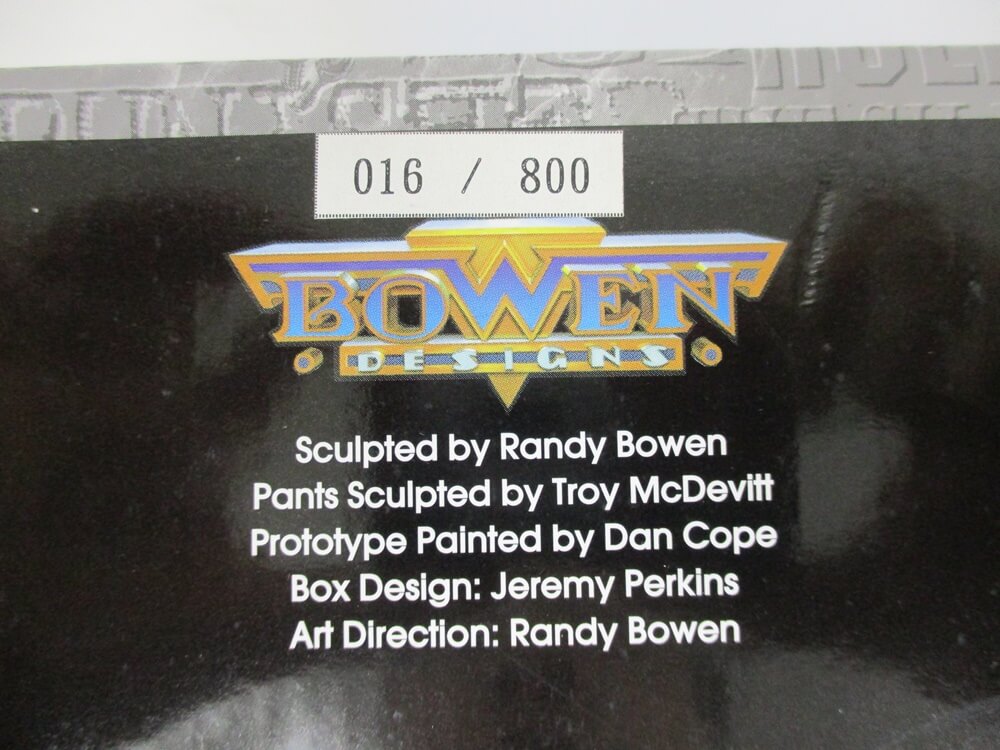 016 / 800
BOWEN
DESIGNS
Sculpted by Randy Bowen
Pants Sculpted by Troy McDevitt
Prototype Painted by Dan Cope
Box Design: Jeremy Perkins
Art Direction: Randy Bowen